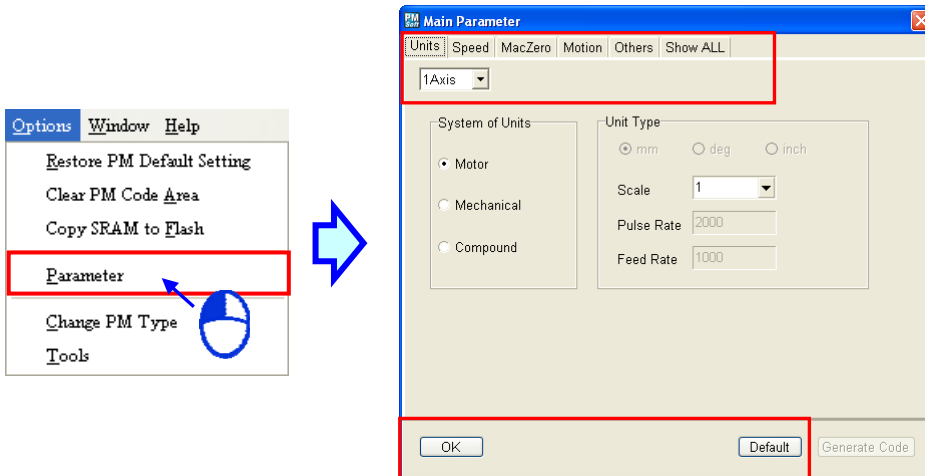 Options Window Help
Restore PM Default Setting
Clear PM Code Area
Copy SRAM to Flash
Parameter
Change PM Type
Tools
PM Soft Main Parameter
Units Speed MacZero Motion Others Show ALL
1Axis
System of Units
Motor
Mechanical
Compound
Unit Type
mm deg inch
Scale 1
Pulse Rate 2000
Feed Rate 1000
OK Default Generate Code